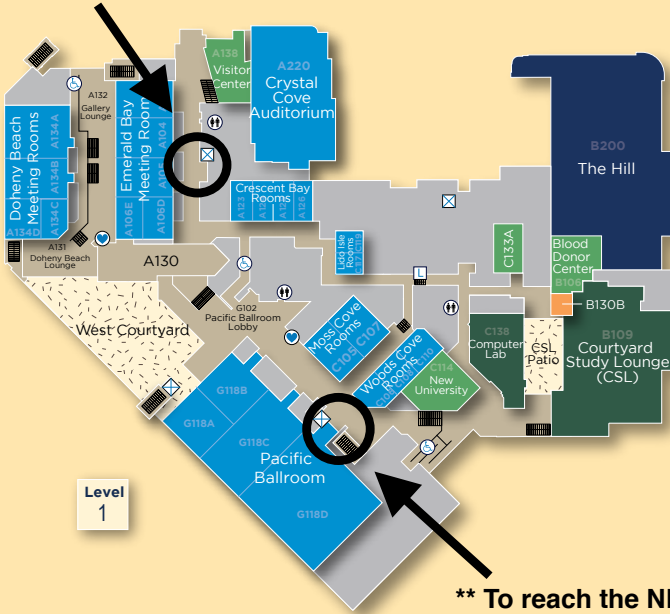 A138
Visitor
Center
A220
Crystal
Cove
Auditorium
A132
Gallery
Lounge
Doheny Beach
Meeting Rooms
A134A
A134B
A134C
A134D
Emerald Bay
Meeting Rooms
A104
A105
A106E
A106D
Crescent Bay
Rooms
A123
A126
A131
Doheny Beach
Lounge
A130
Lido Isle
Rooms
C117
C119
L
C133A
B200
The Hill
Blood
Donor
Center
B106
B130B
B109
Courtyard
Study Lounge
(CSL)
C138
Computer
Lab
CSL
Patio
G102
Pacific Ballroom
Lobby
West Courtyard
Moss Cove
Rooms
C105
C107
Woods Cove
Rooms
C114
New
University
G118B
G118A
G118C
Pacific
Ballroom
G118D
Level
1
** To reach the